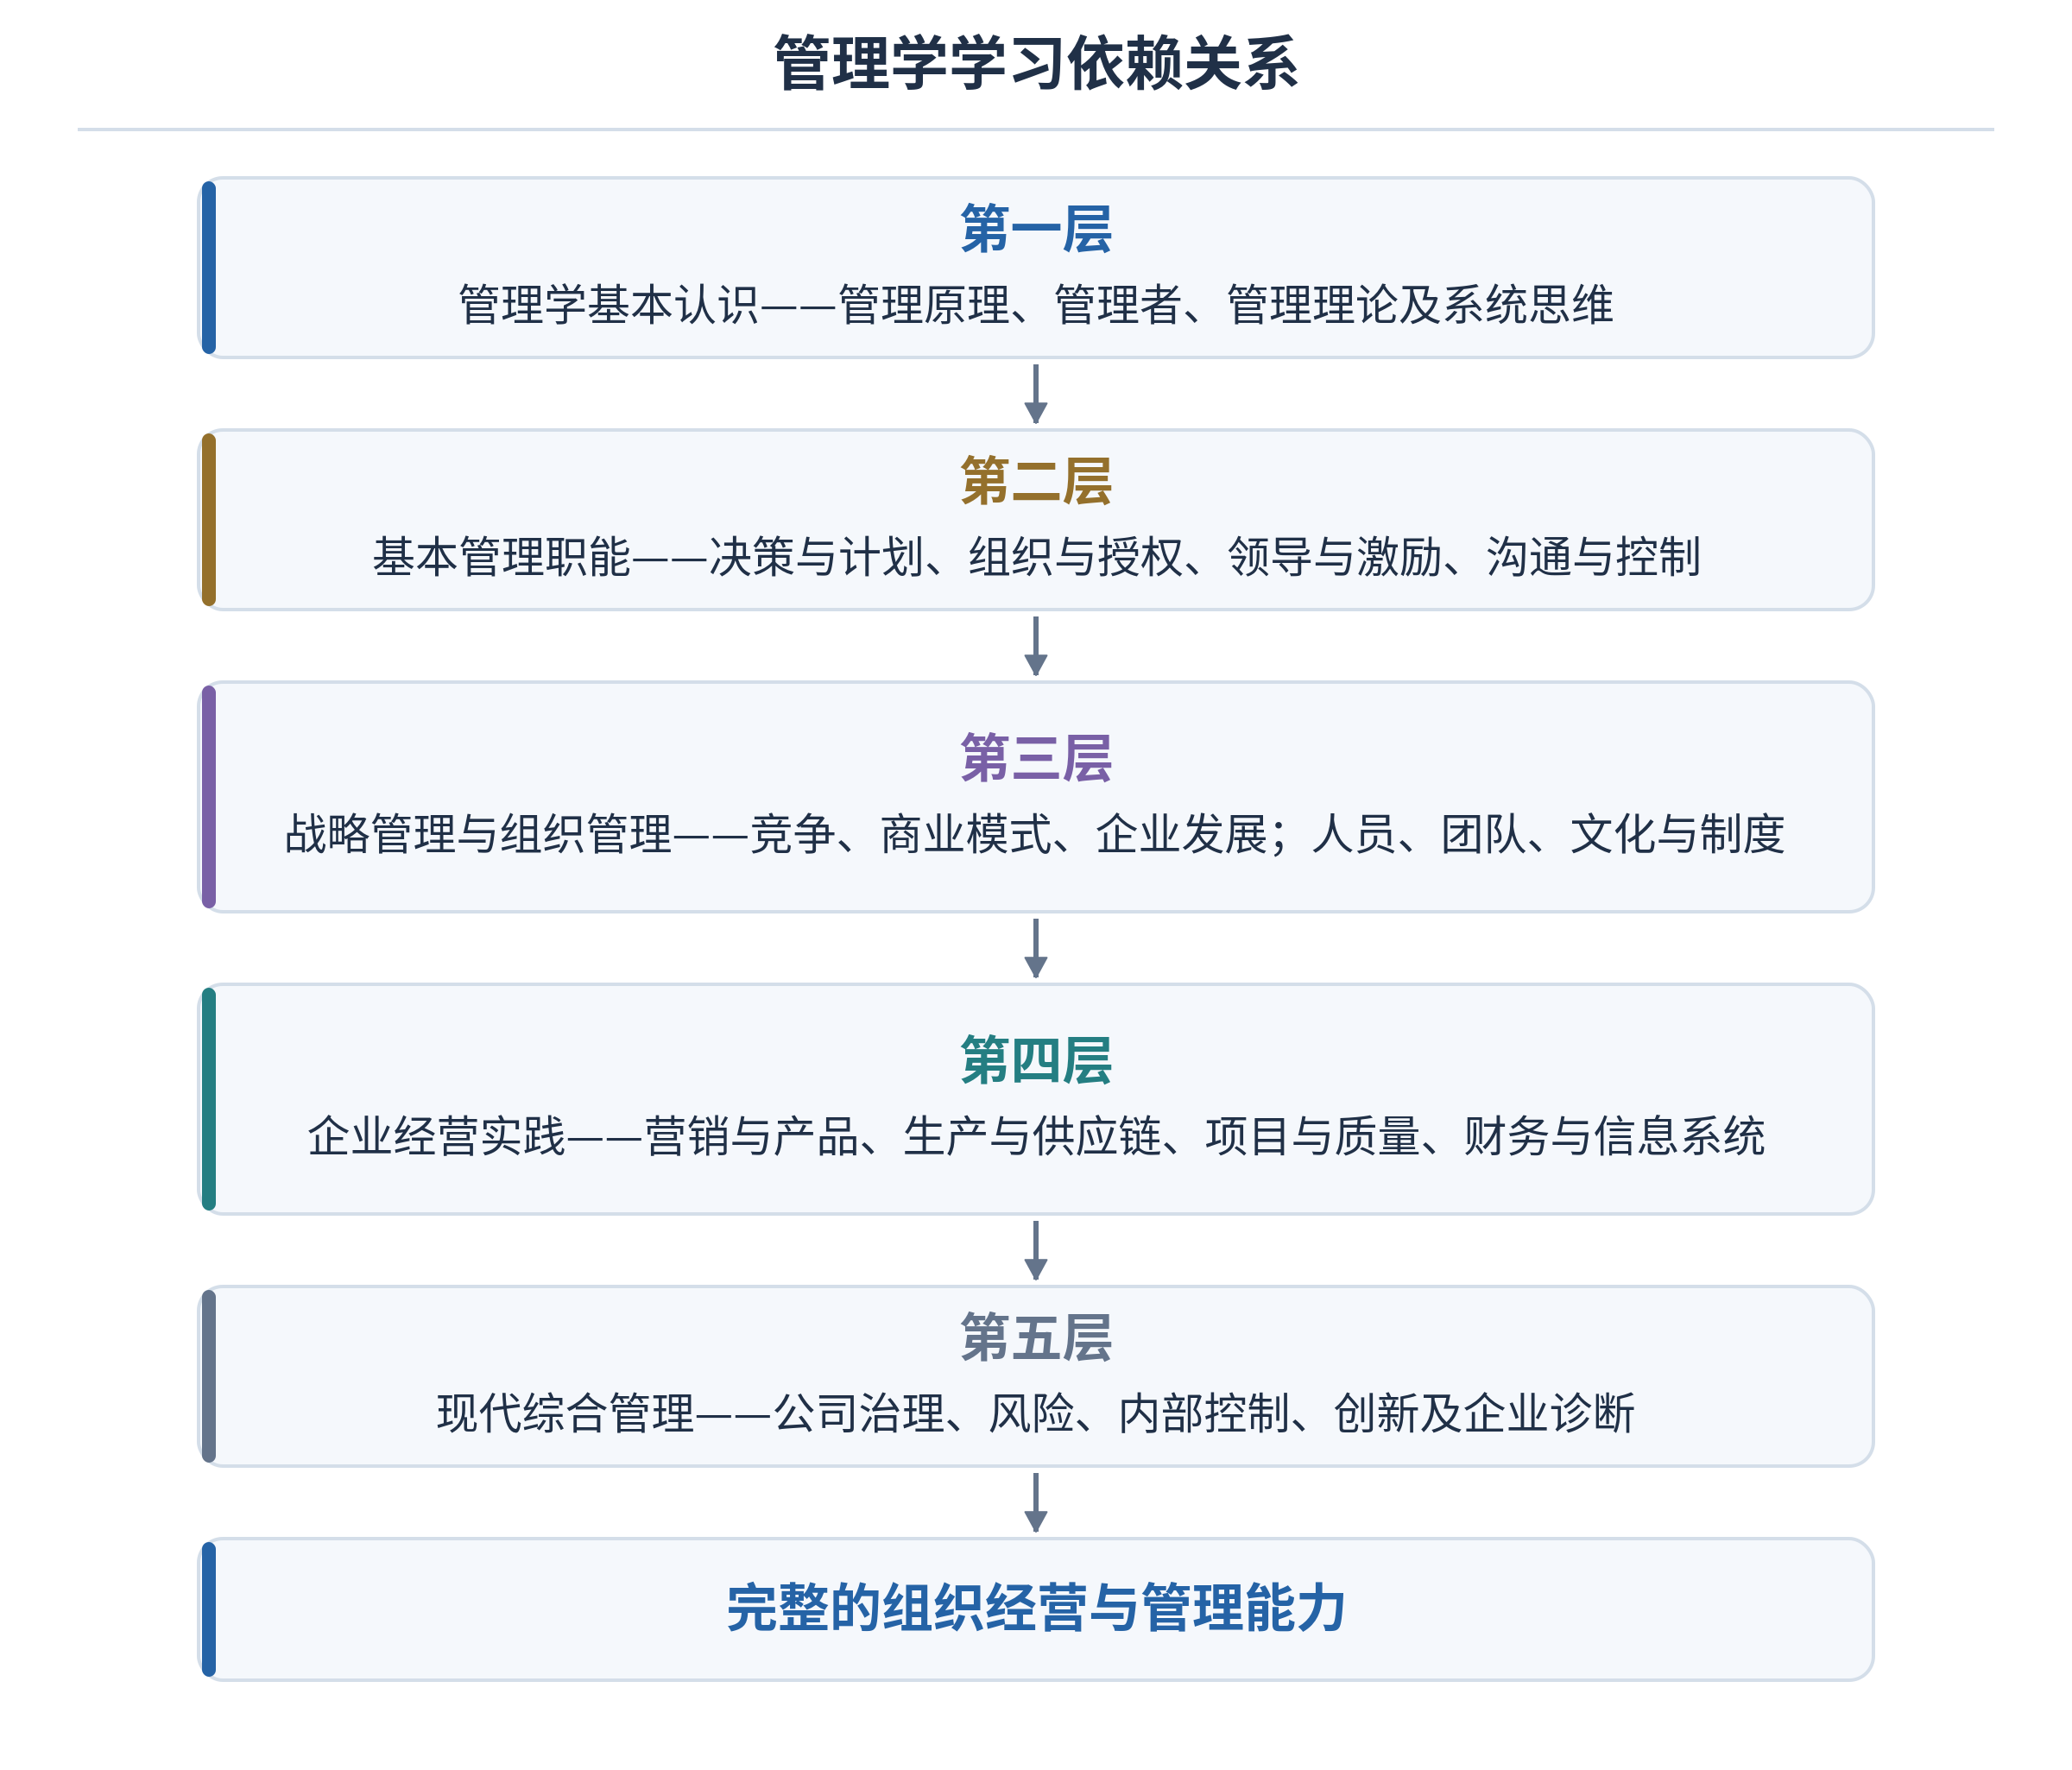 管理学学习依赖关系
第一层
管理学基本认识——管理原理、管理者、管理理论及系统思维
第二层
基本管理职能——决策与计划、组织与授权、领导与激励、沟通与控制
第三层
战略管理与组织管理——竞争、商业模式、企业发展；人员、团队、文化与制度
第四层
企业经营实践——营销与产品、生产与供应链、项目与质量、财务与信息系统
第五层
现代综合管理——公司治理、风险、内部控制、创新及企业诊断
完整的组织经营与管理能力